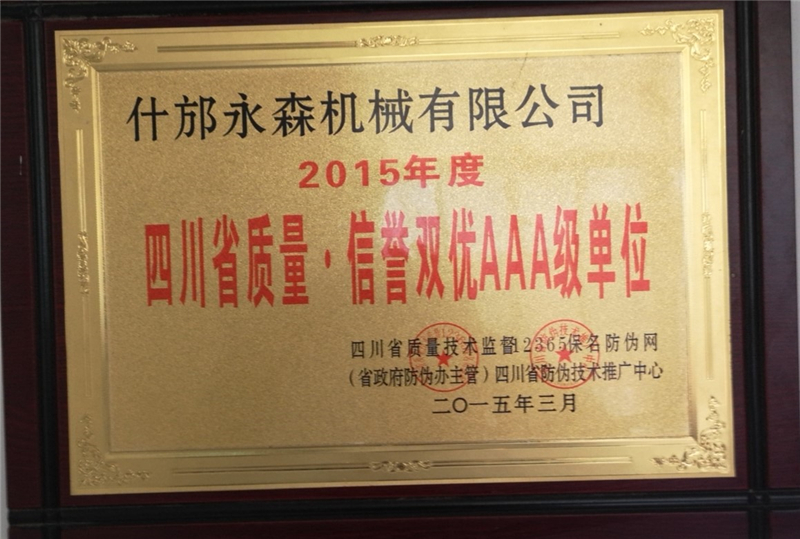 什邡永森机械有限公司
2015年度
四川省质量·信誉双优AAA级单位
四川省质量技术监督12365保名防伪网
(省政府防伪办主管)四川省防伪技术推广中心
二〇一五年三月